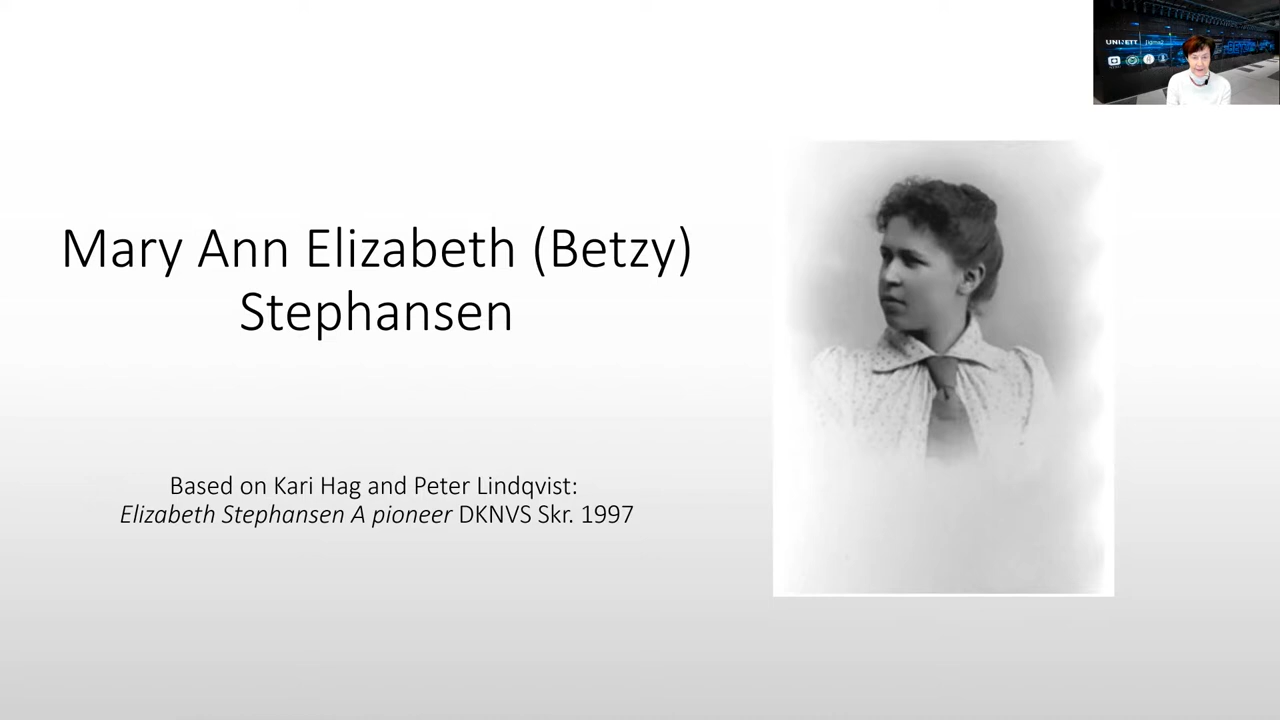 UNINETT
sigma2
Mary Ann Elizabeth (Betzy)
Stephansen
Based on Kari Hag and Peter Lindqvist:
Elizabeth Stephansen A pioneer DKNVS Skr. 1997